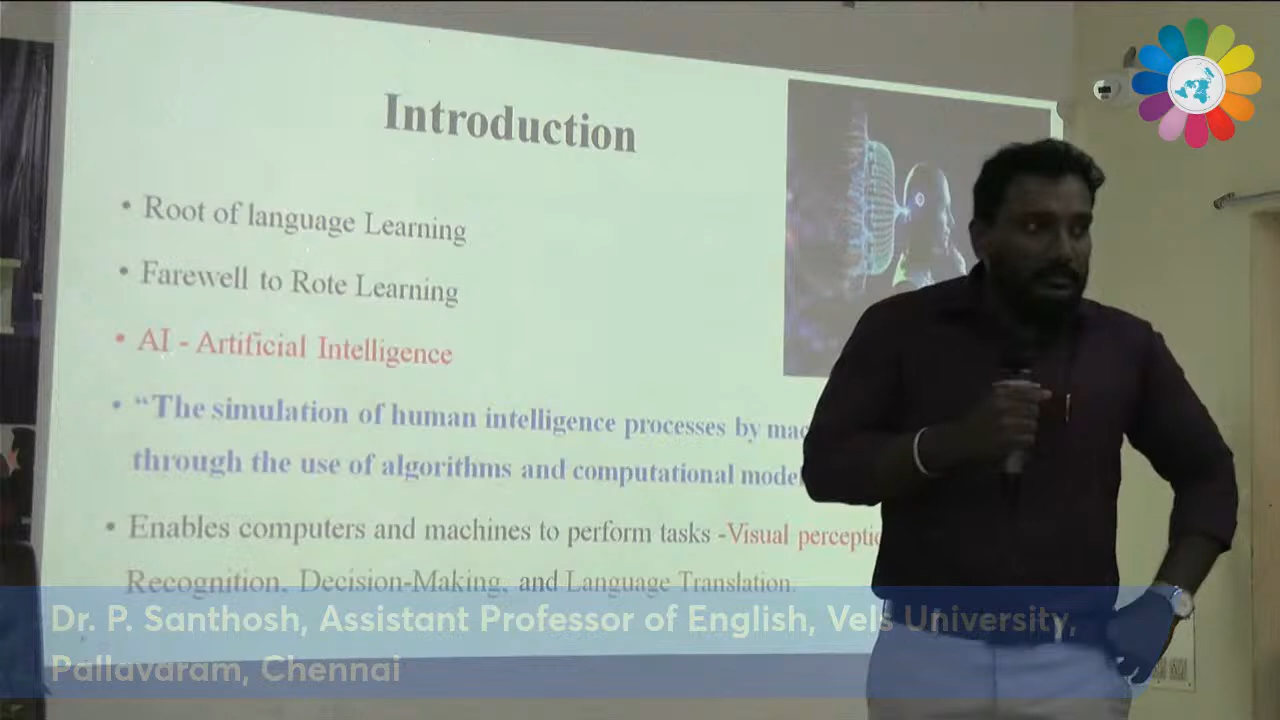 Introduction
• Root of language Learning
• Farewell to Rote Learning
• AI - Artificial Intelligence
• “The simulation of human intelligence processes by
through the use of algorithms and computational
• Enables computers and machines to perform tasks -Visual
Recognition, Decision-Making, and Language Translation.
Dr. P. Santhosh, Assistant Professor of English, Vels University,
Pallavaram, Chennai